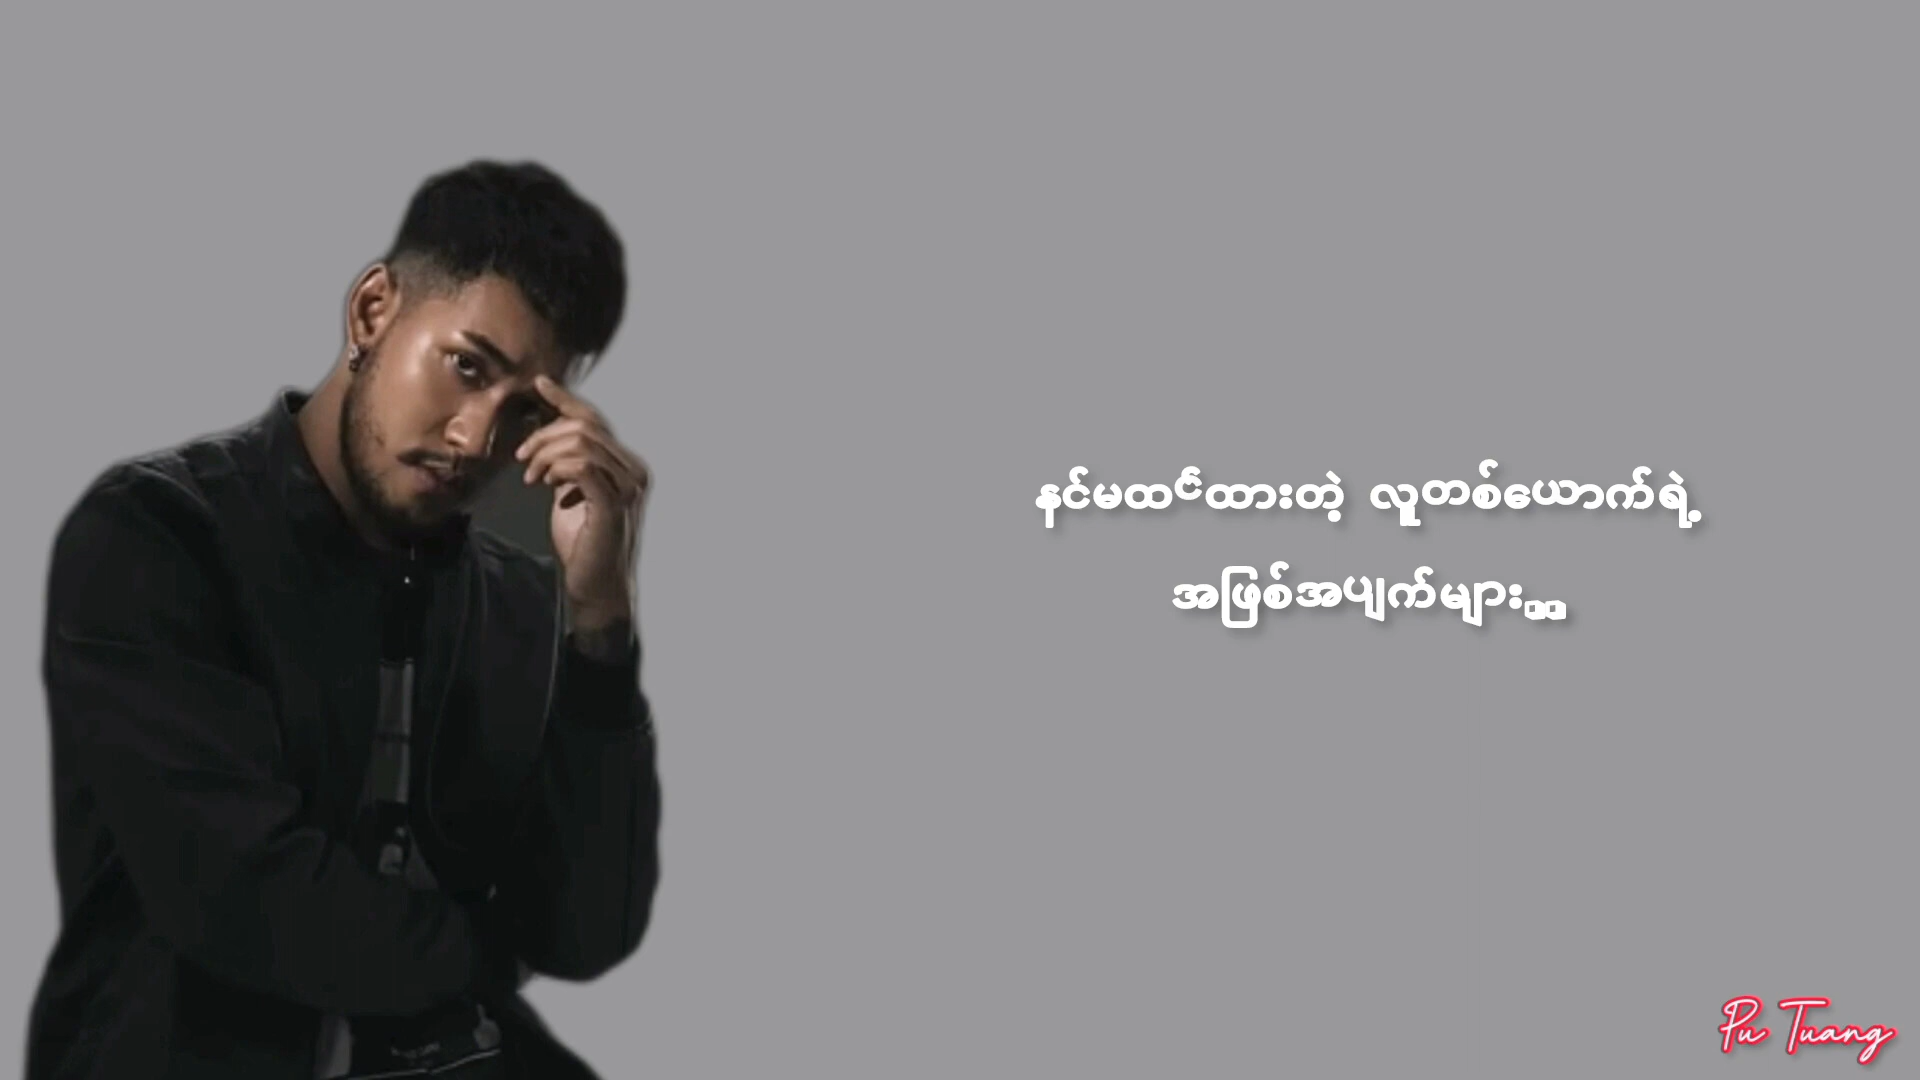 နင်မထင်ထားတဲ့ လူတစ်ယောက်ရဲ့
အဖြစ်အပျက်များ...
Pu Tuang